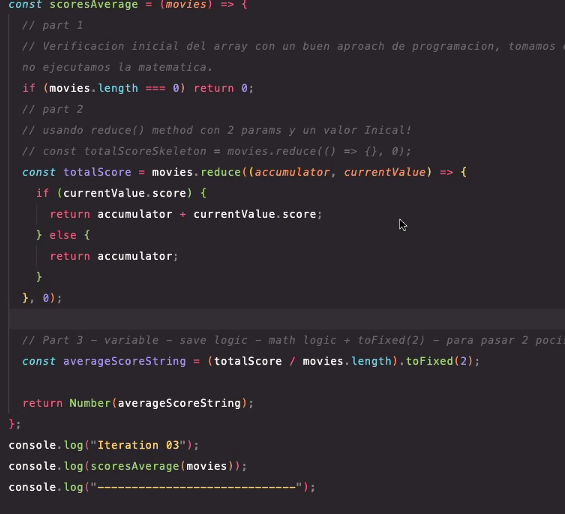 const scoresAverage = (movies) => {
// part 1
// Verificacion inicial del array con un buen aproach de programacion, tomamos
no ejecutamos la matematica.
if (movies.length === 0) return 0;
// part 2
// usando reduce() method con 2 params y un valor Inical!
// const totalScoreSkeleton = movies.reduce(() => {}, 0);
const totalScore = movies.reduce((accumulator, currentValue) => {
if (currentValue.score) {
return accumulator + currentValue.score;
} else {
return accumulator;
}
}, 0);
// Part 3 - variable - save logic - math logic + toFixed(2) - para pasar 2
const averageScoreString = (totalScore / movies.length).toFixed(2);
return Number(averageScoreString);
};
console.log("Iteration 03");
console.log(scoresAverage(movies));
console.log("-----------------------------");